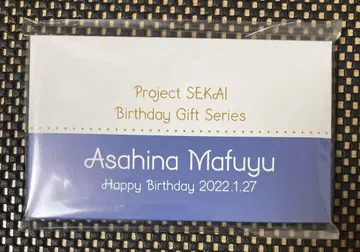 Project SEKAI
Birthday Gift Series
Asahina Mafuyu
Happy Birthday 2022.1.27